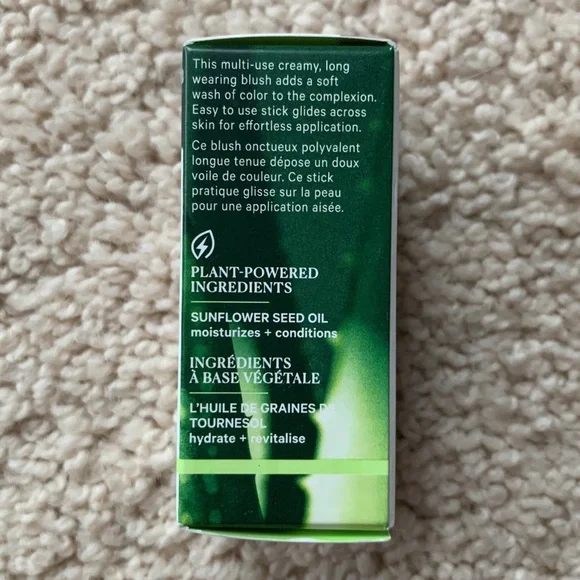 This multi-use creamy, long
wearing blush adds a soft
wash of color to the complexion.
Easy to use stick glides across
skin for effortless application.
Ce blush onctueux polyvalent
longue tenue dépose un doux
voile de couleur. Ce stick
pratique glisse sur la peau
pour une application aisée.
PLANT-POWERED
INGREDIENTS
SUNFLOWER SEED OIL
moisturizes + conditions
INGRÉDIENTS
À BASE VÉGÉTALE
L'HUILE DE GRAINES DE
TOURNESOL
hydrate + revitalise